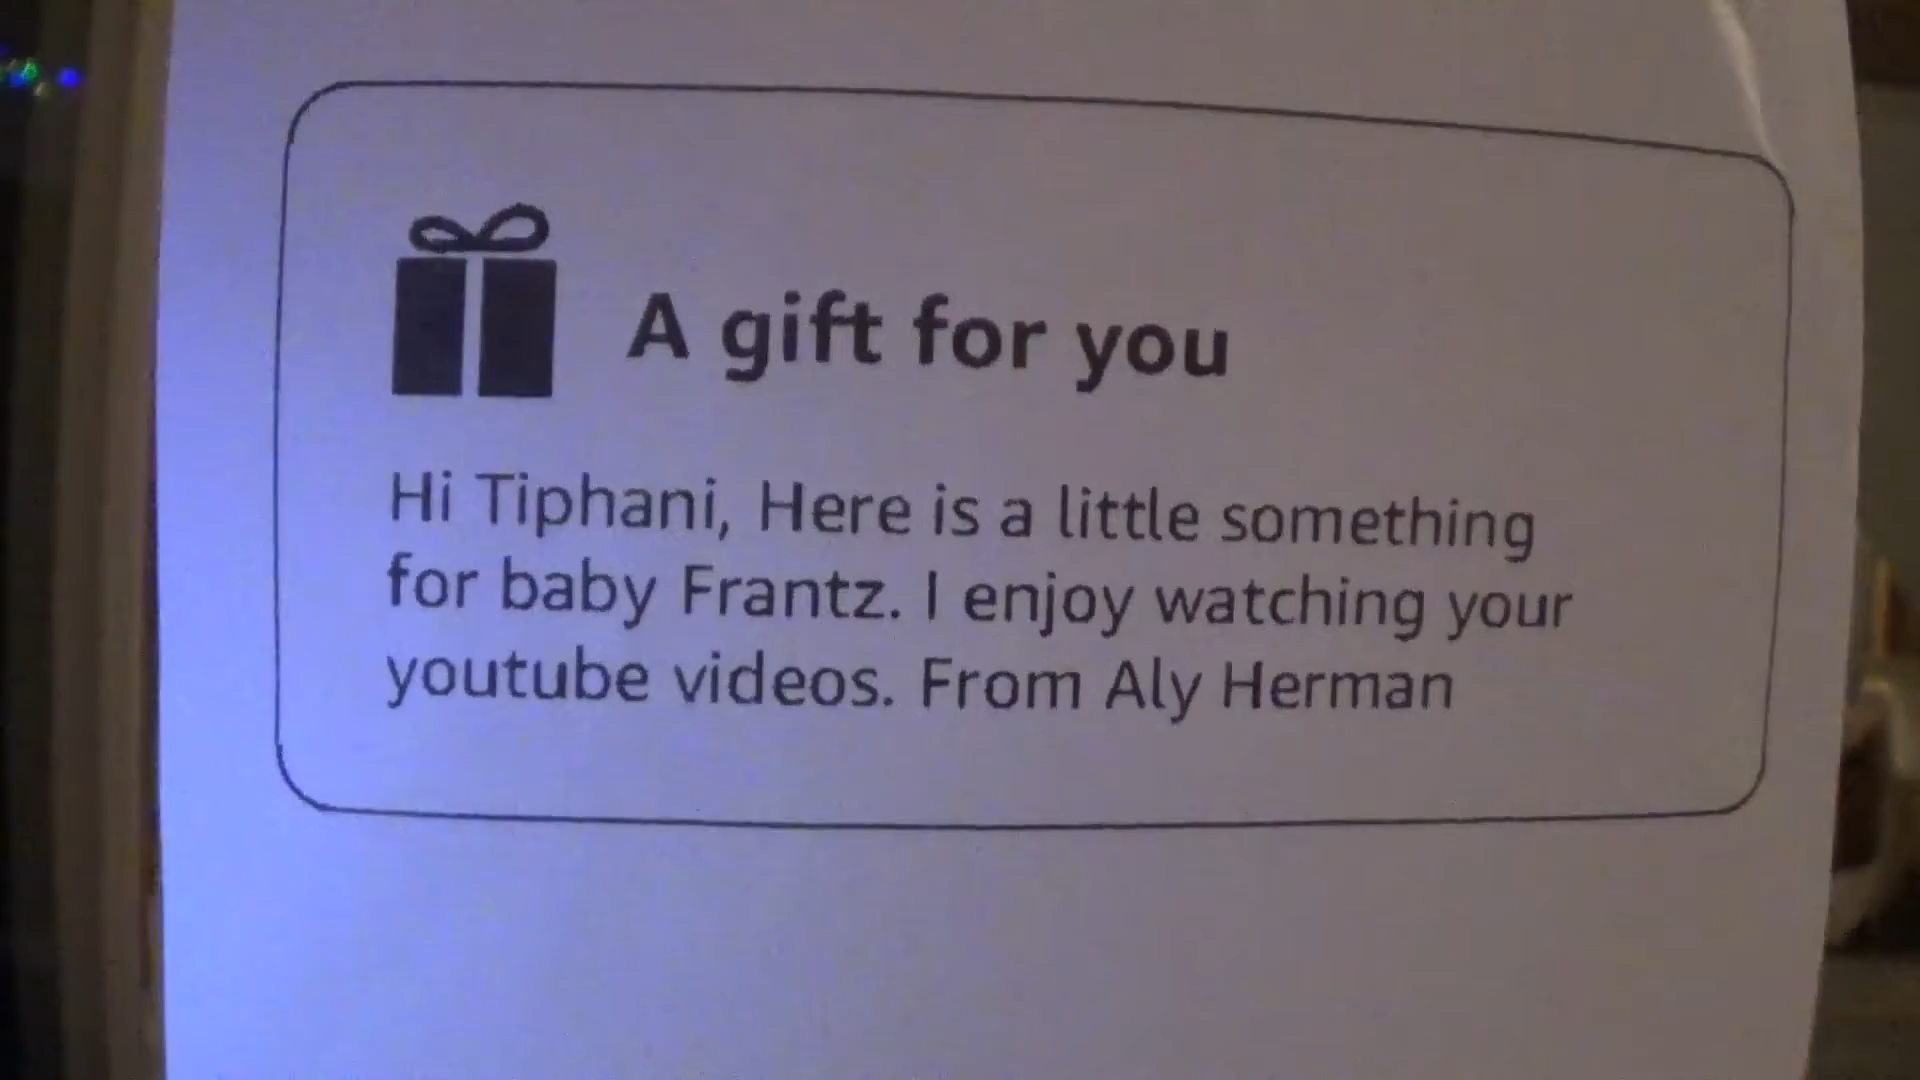 A gift for you
Hi Tiphani, Here is a little something
for baby Frantz. I enjoy watching your
youtube videos. From Aly Herman